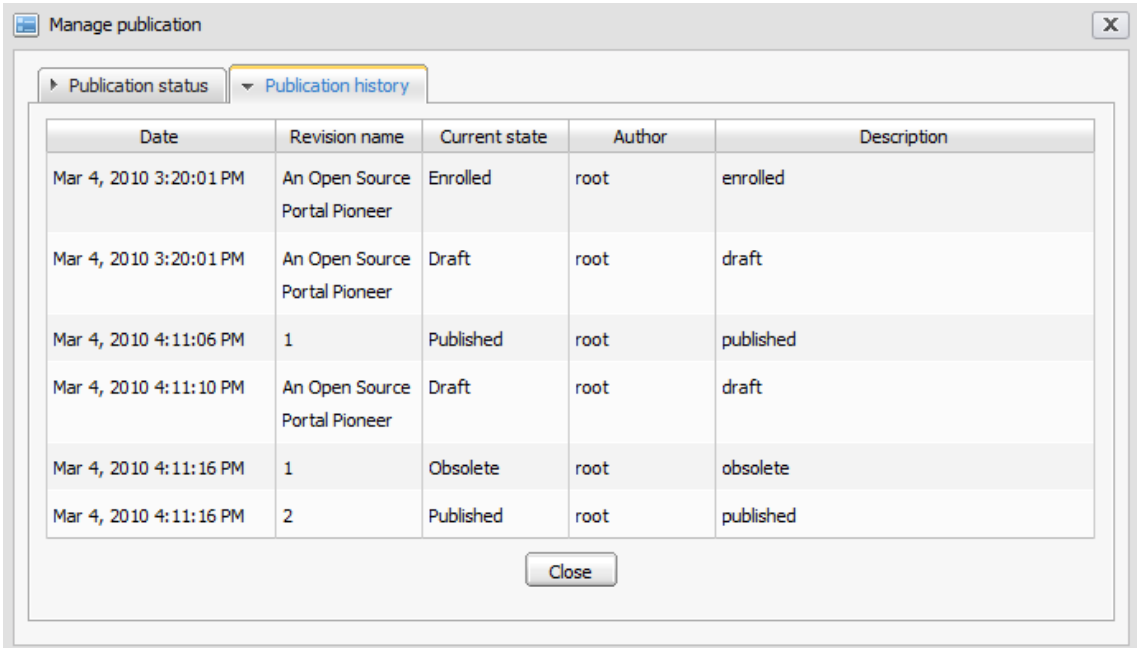 Manage publication
X
Publication status
Publication history
Date Revision name Current state Author Description
Mar 4, 2010 3:20:01 PM An Open Source Enrolled root enrolled
Portal Pioneer
Mar 4, 2010 3:20:01 PM An Open Source Draft root draft
Portal Pioneer
Mar 4, 2010 4:11:06 PM 1 Published root published
Mar 4, 2010 4:11:10 PM An Open Source Draft root draft
Portal Pioneer
Mar 4, 2010 4:11:16 PM 1 Obsolete root obsolete
Mar 4, 2010 4:11:16 PM 2 Published root published
Close